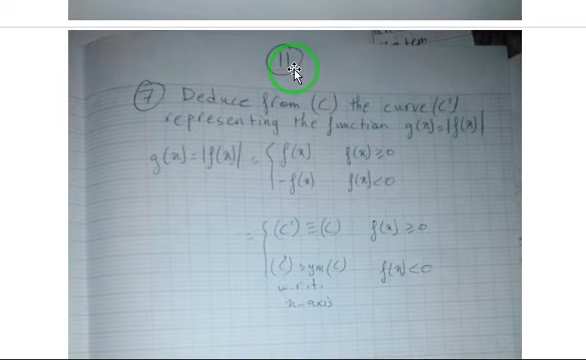 11
7 Deduce from (C) the curve (C')
representing the function g(x)=|f(x)|
g(x)=|f(x)| = { f(x) f(x)≥0
-f(x) f(x)<0
= { (C') ≡ (C) f(x) ≥0
(C') = sym(C) f(x)<0
w.r.t.
x-axis